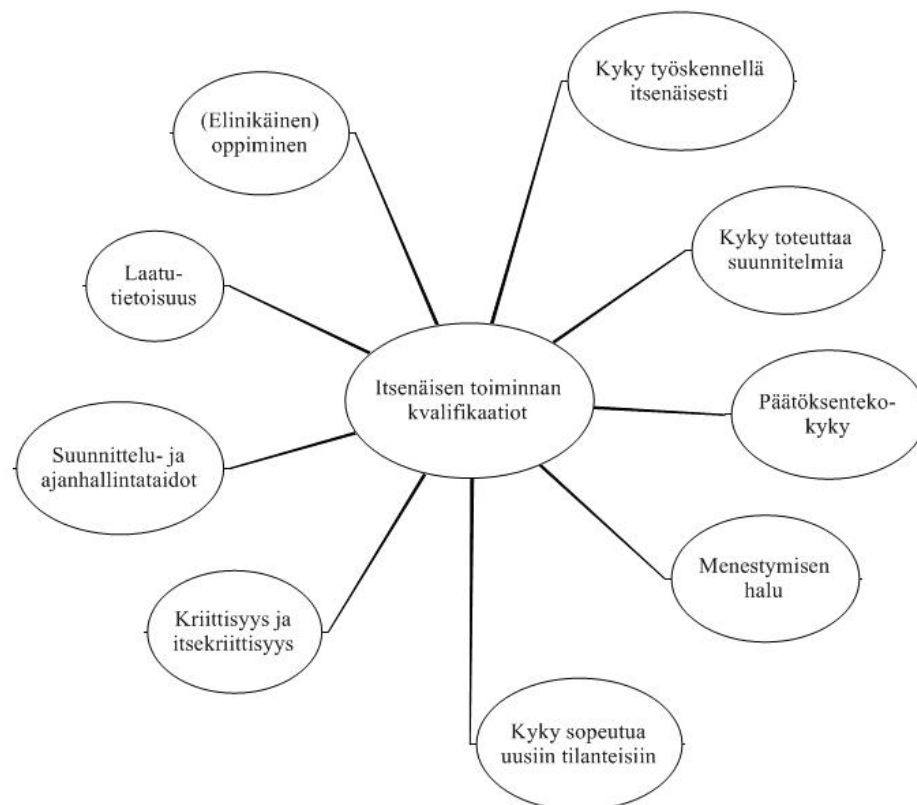 Kyky työskennellä
itsenäisesti
(Elinikäinen)
oppiminen
Kyky toteuttaa
suunnitelmia
Laatu-
tietoisuus
Itsenäisen toiminnan
kvalifikaatiot
Päätöksenteko-
kyky
Suunnittelu- ja
ajanhallintataidot
Menestymisen
halu
Kriittisyys ja
itsekriittisyys
Kyky sopeutua
uusiin tilanteisiin